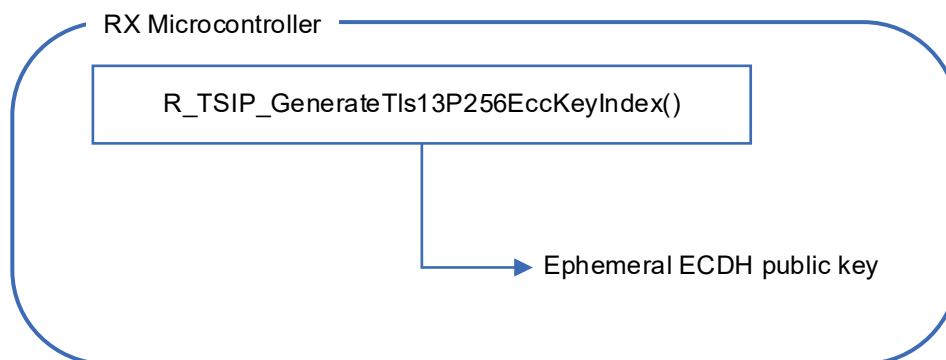 RX Microcontroller
R_TSIP_GenerateTls13P256EccKeyIndex()
Ephemeral ECDH public key